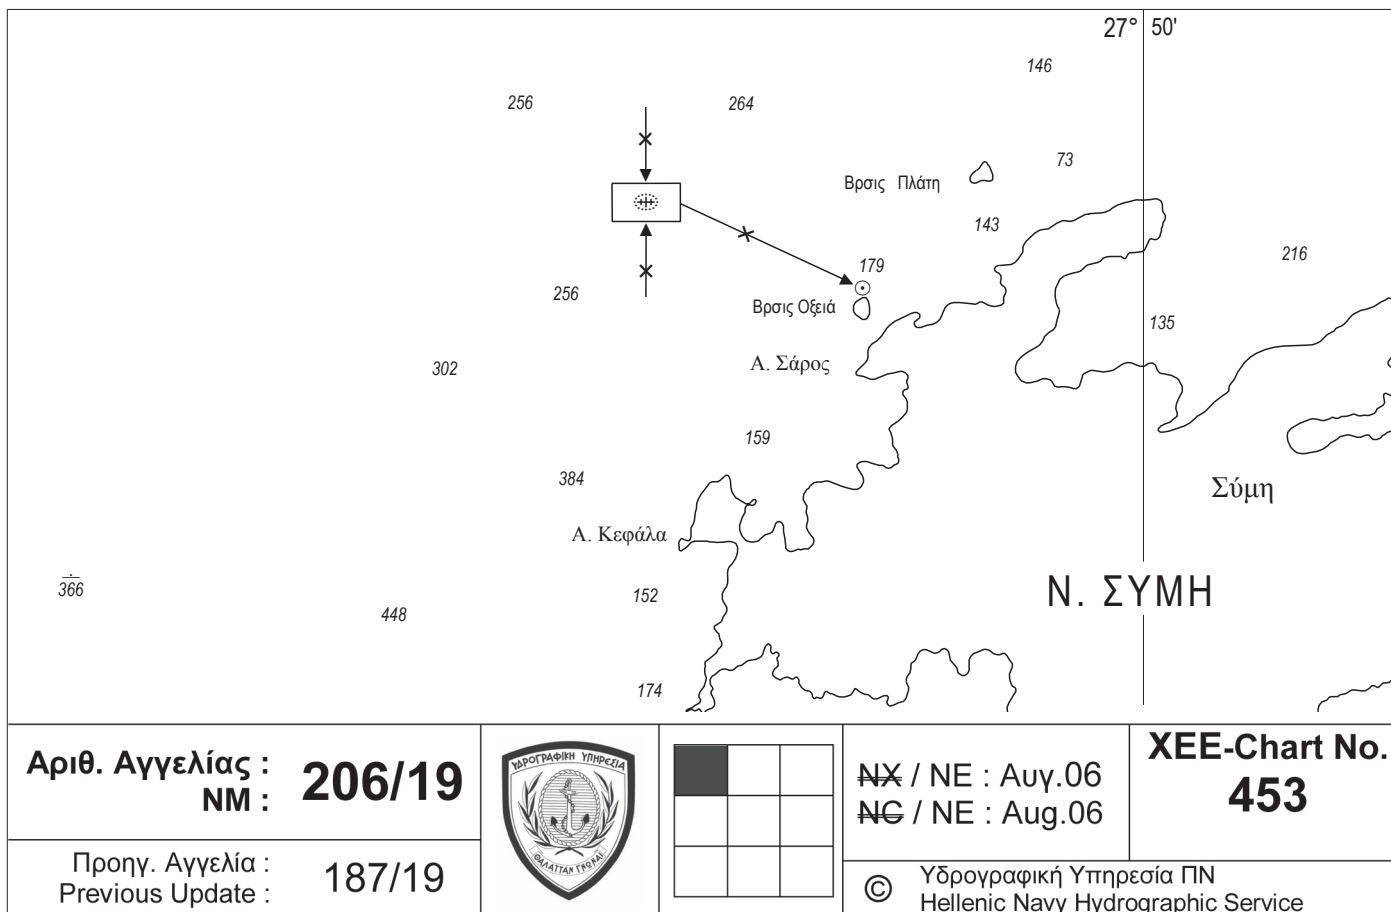 27° 50'
146
256
264
73
Βρσις Πλάτη
143
216
179
256
Βρσις Οξειά
135
Α. Σάρος
302
159
384
Σύμη
Α. Κεφάλα
366
152
Ν. ΣΥΜΗ
448
174
Αριθ. Αγγελίας :
NM :
206/19
Προηγ. Αγγελία :
Previous Update :
187/19
ΥΔΡΟΓΡΑΦΙΚΗ ΥΠΗΡΕΣΙΑ
ΘΑΛΑΤΤΑΝ ΓΝΩΝΑΙ
ΝΧ / ΝΕ : Αυγ.06
NC / NE : Aug.06
ΧΕΕ-Chart No.
453
© Υδρογραφική Υπηρεσία ΠΝ
Hellenic Navy Hydrographic Service